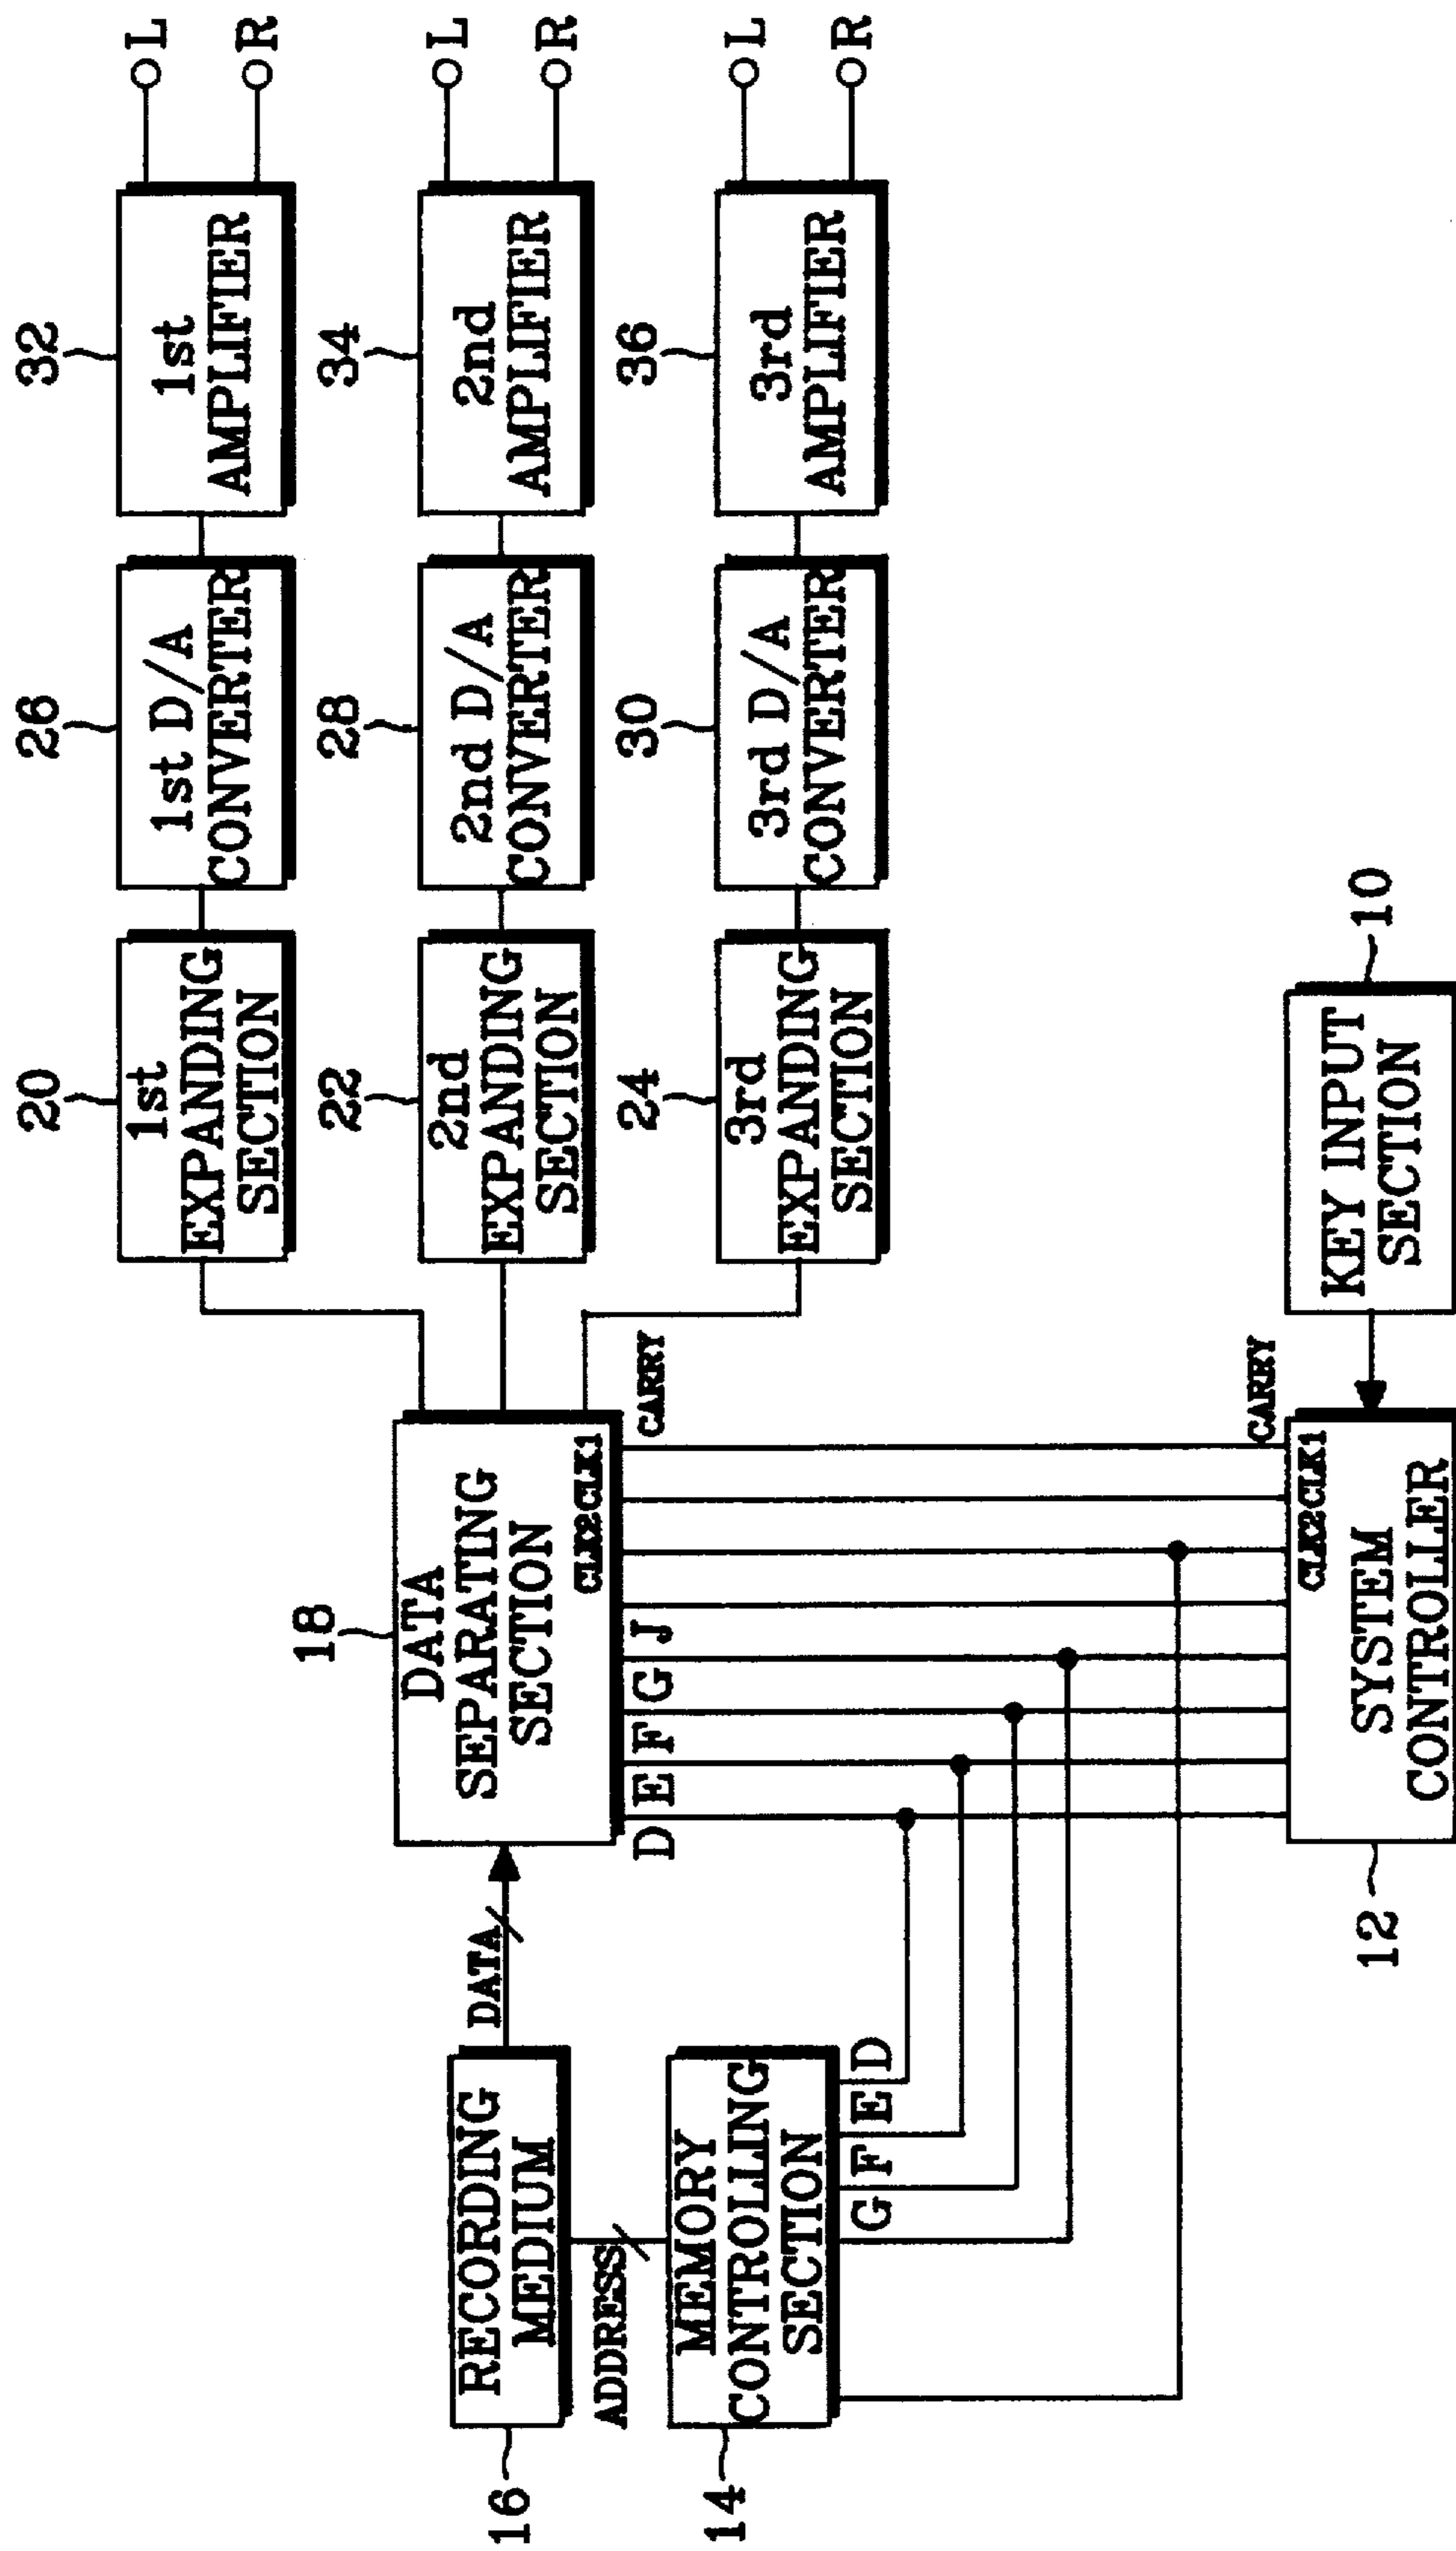 16
RECORDING
MEDIUM
DATA
ADDRESS
14
MEMORY
CONTROLLING
SECTION
G F E D
18
DATA
SEPARATING
SECTION
CLK2 CLK1
D E F G J
CARRY
20
1st
EXPANDING
SECTION
26
1st D/A
CONVERTER
32
1st
AMPLIFIER
L
R
22
2nd
EXPANDING
SECTION
28
2nd D/A
CONVERTER
34
2nd
AMPLIFIER
L
R
24
3rd
EXPANDING
SECTION
30
3rd D/A
CONVERTER
36
3rd
AMPLIFIER
L
R
12
CARRY
CLK2 CLK1
SYSTEM
CONTROLLER
10
KEY INPUT
SECTION